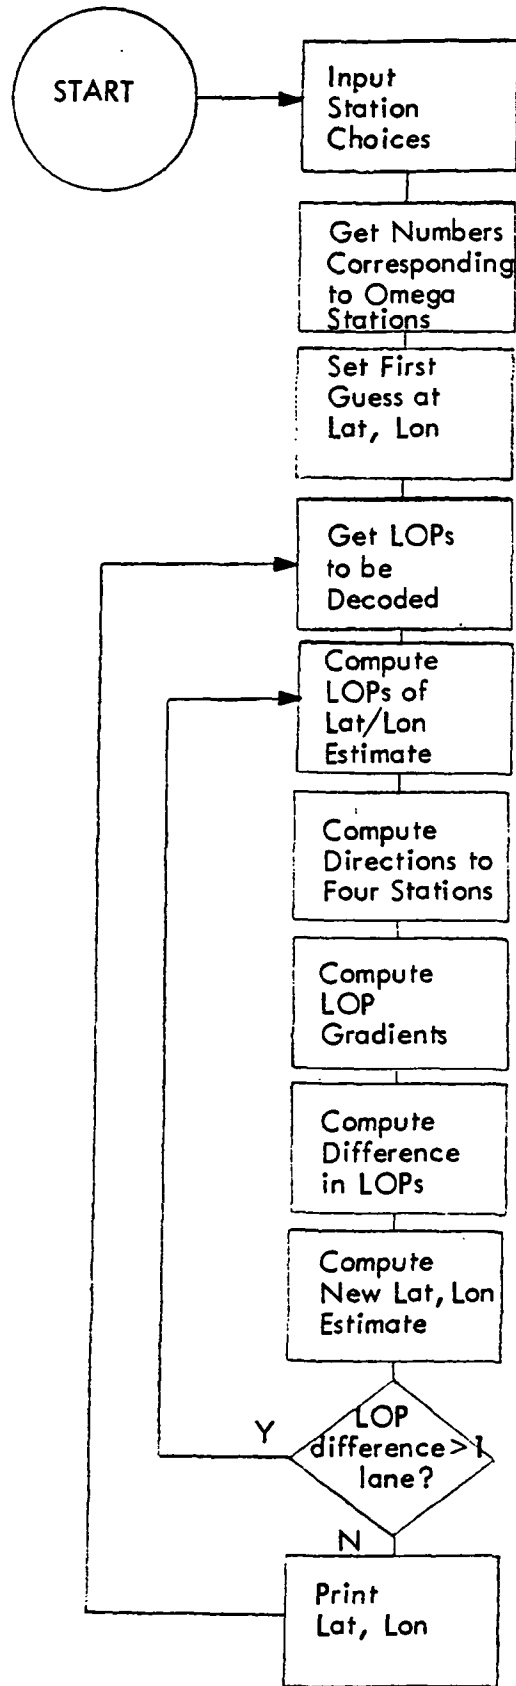 START
Input
Station
Choices
Get Numbers
Corresponding
to Omega
Stations
Set First
Guess at
Lat, Lon
Get LOPs
to be
Decoded
Compute
LOPs of
Lat/Lon
Estimate
Compute
Directions to
Four Stations
Compute
LOP
Gradients
Compute
Difference
in LOPs
Compute
New Lat, Lon
Estimate
LOP
difference > 1
lane?
Y
N
Print
Lat, Lon